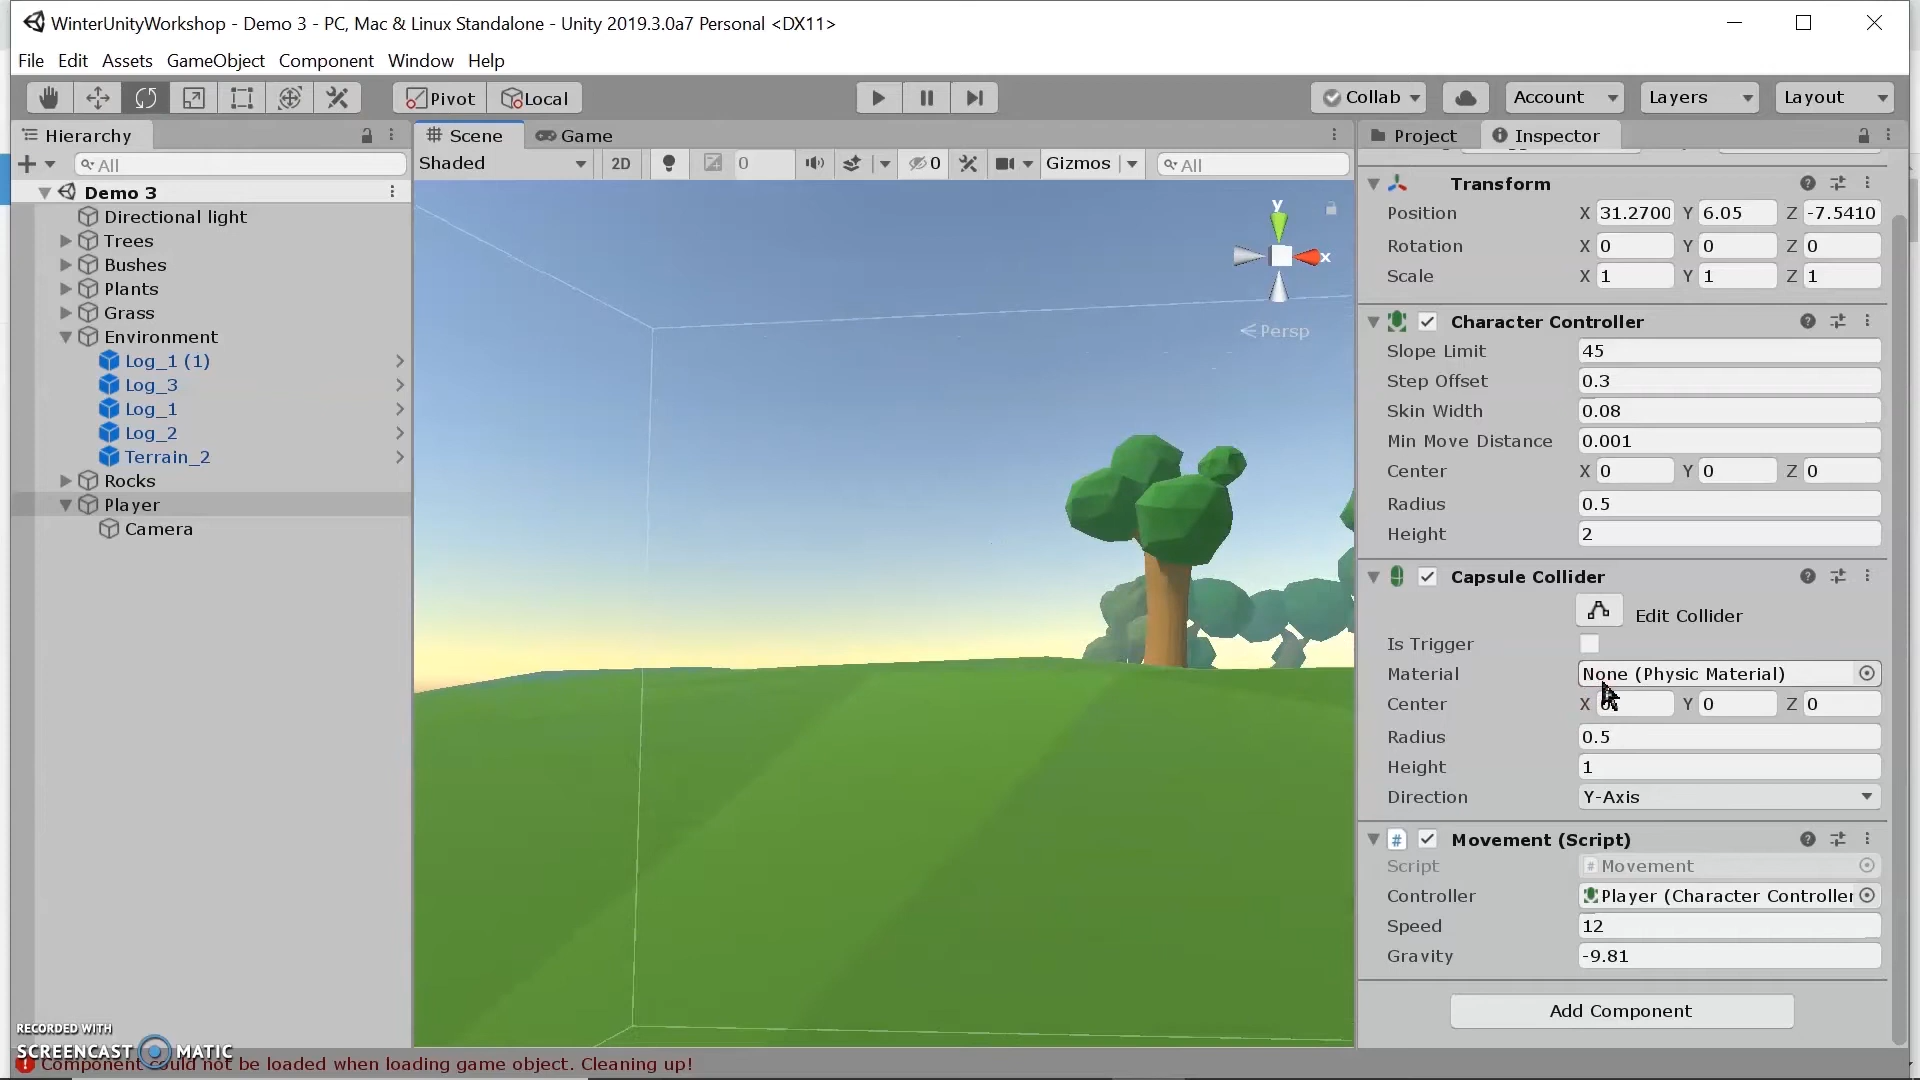 WinterUnityWorkshop - Demo 3 - PC, Mac & Linux Standalone - Unity 2019.3.0a7 Personal <DX11>
File Edit Assets GameObject Component Window Help
Pivot Local Collab Account Layers Layout
Hierarchy
All
Demo 3
Directional light
Trees
Bushes
Plants
Grass
Environment
Log_1 (1)
Log_3
Log_1
Log_2
Terrain_2
Rocks
Player
Camera
Scene Game
Shaded 2D 0 0 Gizmos All
y
x
Persp
Project Inspector
Transform
Position X 31.2700 Y 6.05 Z -7.5410
Rotation X 0 Y 0 Z 0
Scale X 1 Y 1 Z 1
Character Controller
Slope Limit 45
Step Offset 0.3
Skin Width 0.08
Min Move Distance 0.001
Center X 0 Y 0 Z 0
Radius 0.5
Height 2
Capsule Collider
Edit Collider
Is Trigger
Material None (Physic Material)
Center X Y 0 Z 0
Radius 0.5
Height 1
Direction Y-Axis
# Movement (Script)
Script # Movement
Controller Player (Character Controller
Speed 12
Gravity -9.81
Add Component
RECORDED WITH
SCREENCAST MATIC
Component could not be loaded when loading game object. Cleaning up!